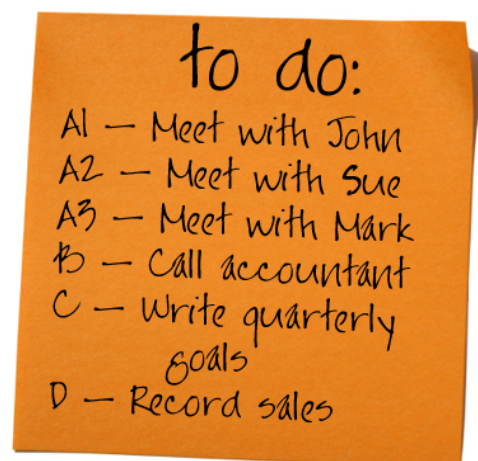 to do:
A1 — Meet with John
A2 — Meet with Sue
A3 — Meet with Mark
B — Call accountant
C — Write quarterly
goals
D — Record sales